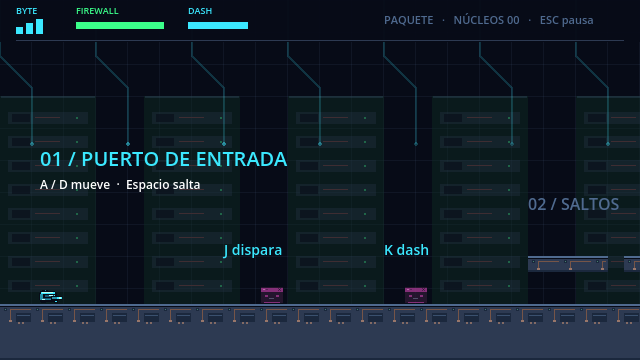 BYTE
FIREWALL
DASH
PAQUETE · NÚCLEOS 00 · ESC pausa
01 / PUERTO DE ENTRADA
A / D mueve · Espacio salta
02 / SALTOS
J dispara
K dash